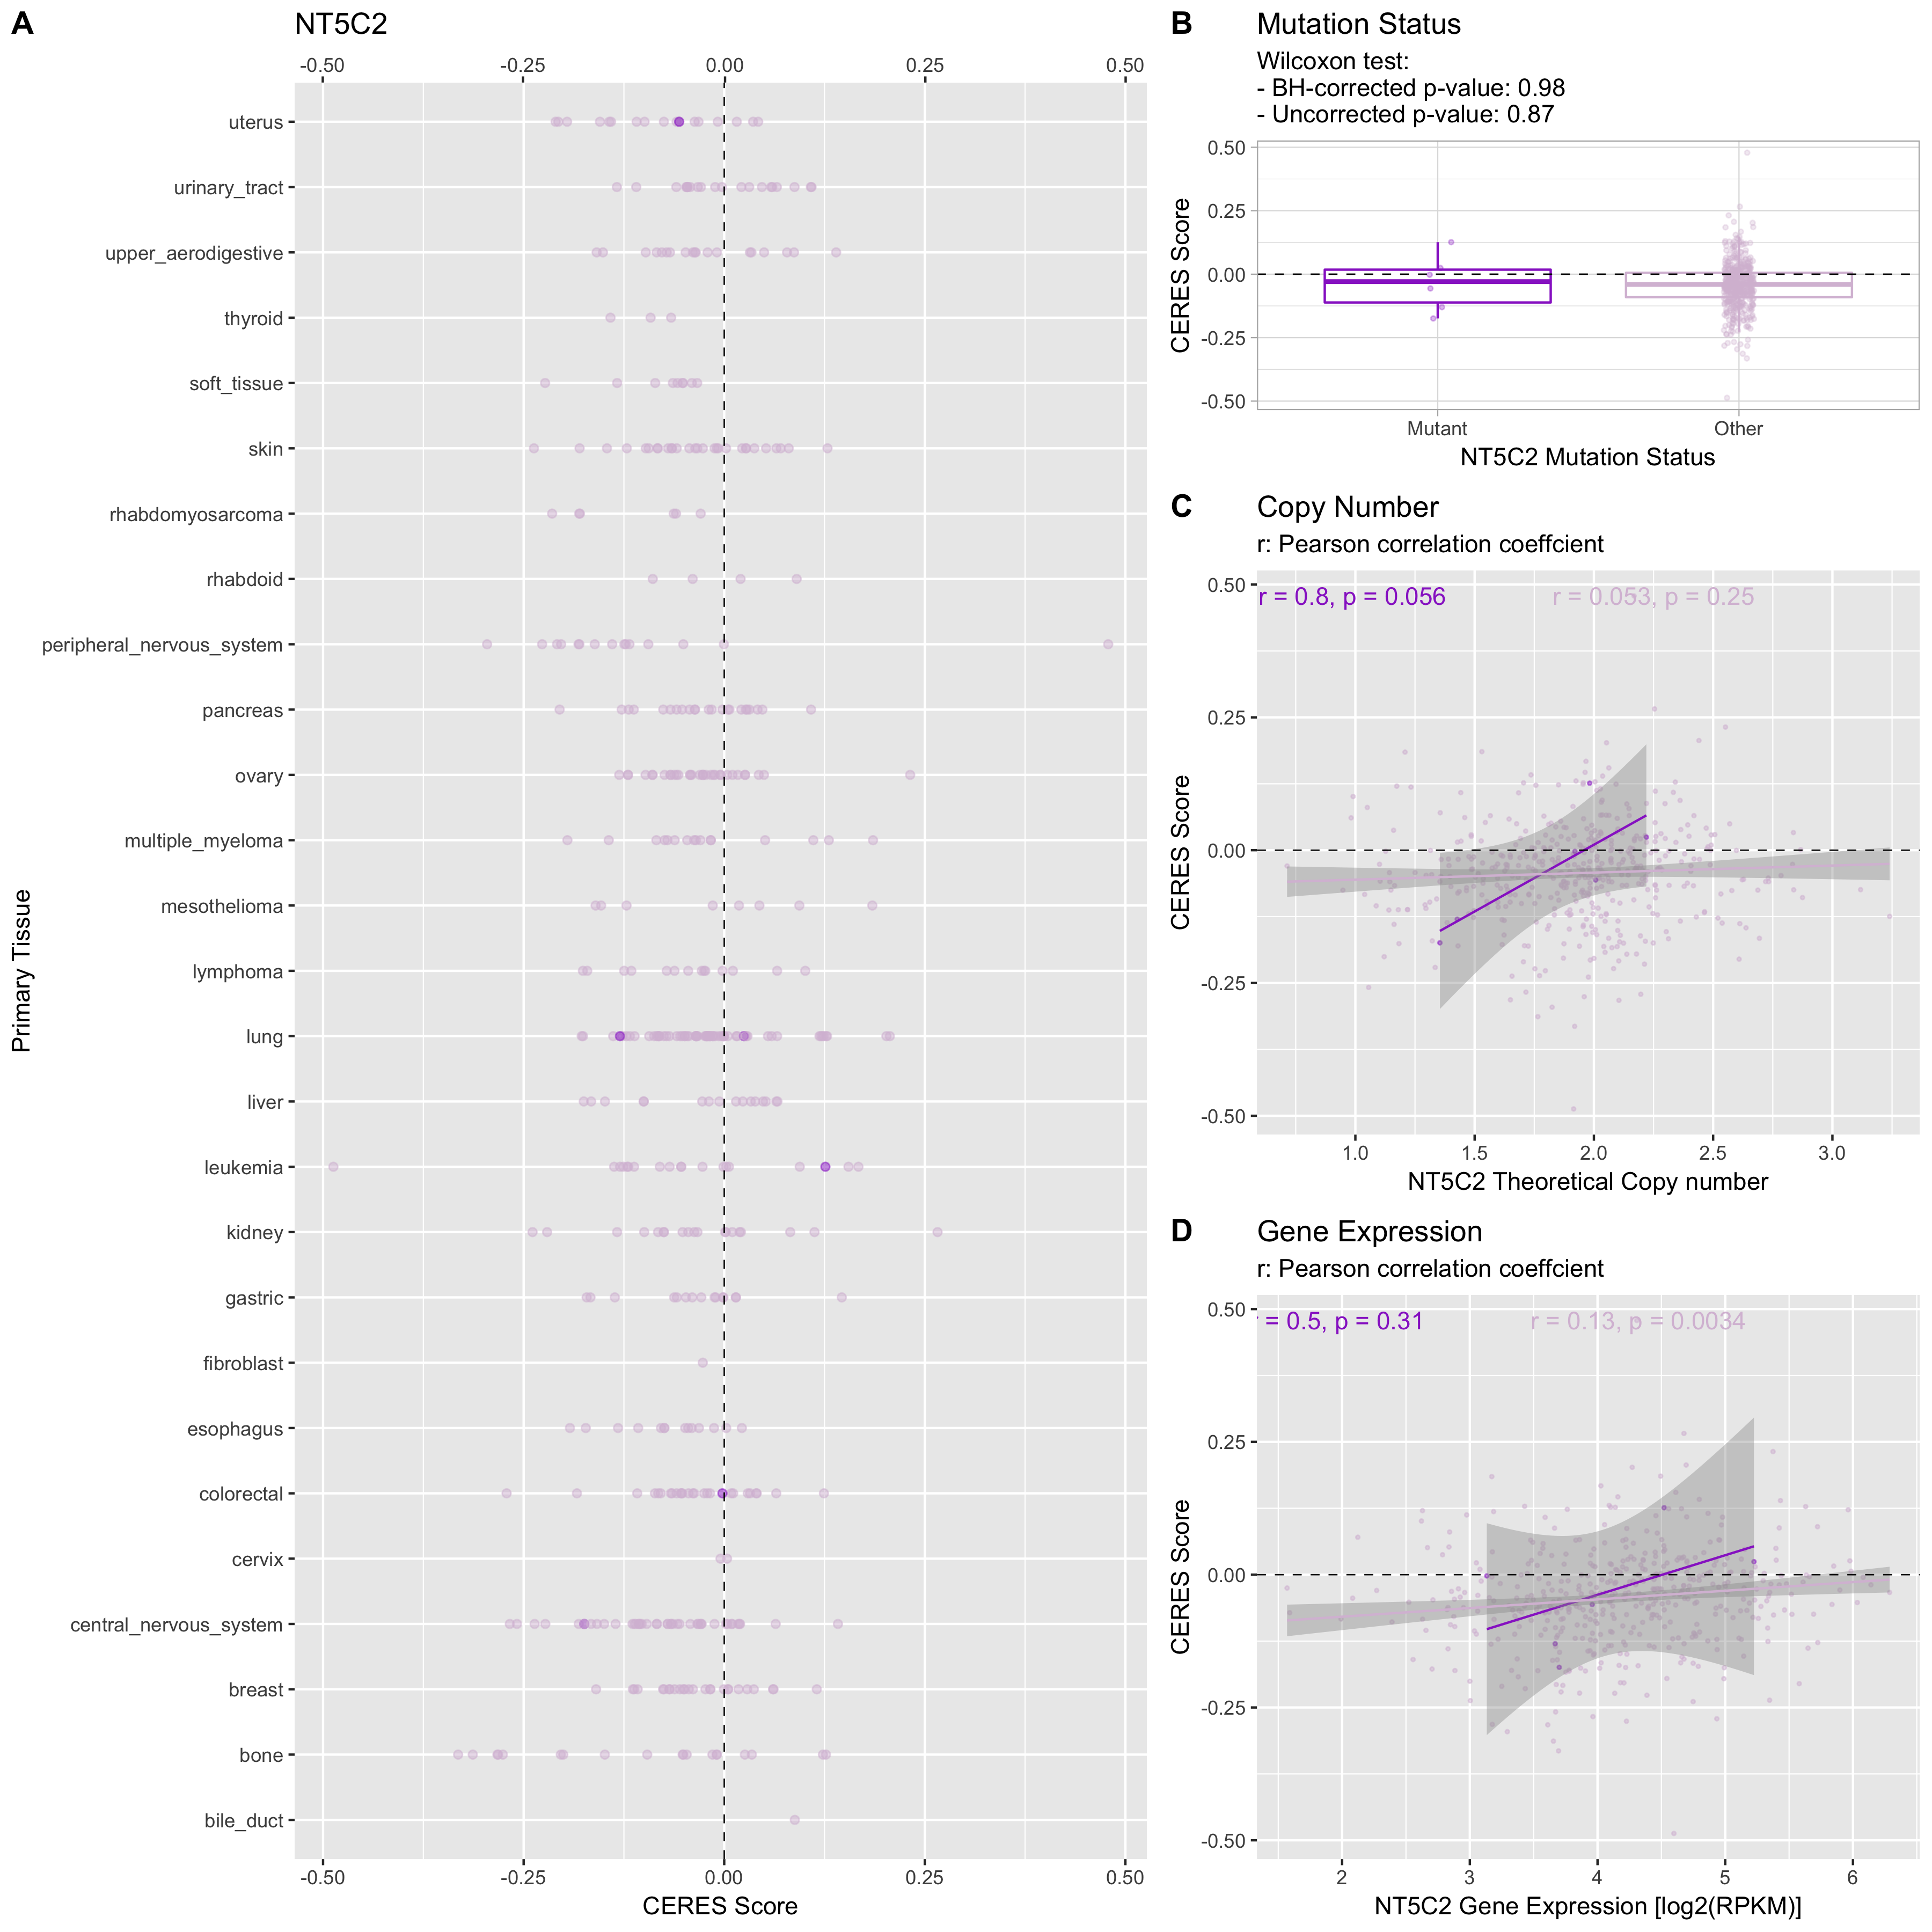 A
NT5C2
-0.50 -0.25 0.00 0.25 0.50
uterus
urinary_tract
upper_aerodigestive
thyroid
soft_tissue
skin
rhabdomyosarcoma
rhabdoid
peripheral_nervous_system
pancreas
ovary
multiple_myeloma
mesothelioma
lymphoma
lung
liver
leukemia
kidney
gastric
fibroblast
esophagus
colorectal
cervix
central_nervous_system
breast
bone
bile_duct
Primary Tissue
-0.50 -0.25 0.00 0.25 0.50
CERES Score
B
Mutation Status
Wilcoxon test:
- BH-corrected p-value: 0.98
- Uncorrected p-value: 0.87
0.50
0.25
0.00
-0.25
-0.50
CERES Score
Mutant Other
NT5C2 Mutation Status
C
Copy Number
r: Pearson correlation coeffcient
r = 0.8, p = 0.056 r = 0.053, p = 0.25
0.50
0.25
0.00
-0.25
-0.50
CERES Score
1.0 1.5 2.0 2.5 3.0
NT5C2 Theoretical Copy number
D
Gene Expression
r: Pearson correlation coeffcient
= 0.5, p = 0.31 r = 0.13, p = 0.0034
0.50
0.25
0.00
-0.25
-0.50
CERES Score
2 3 4 5 6
NT5C2 Gene Expression [log2(RPKM)]